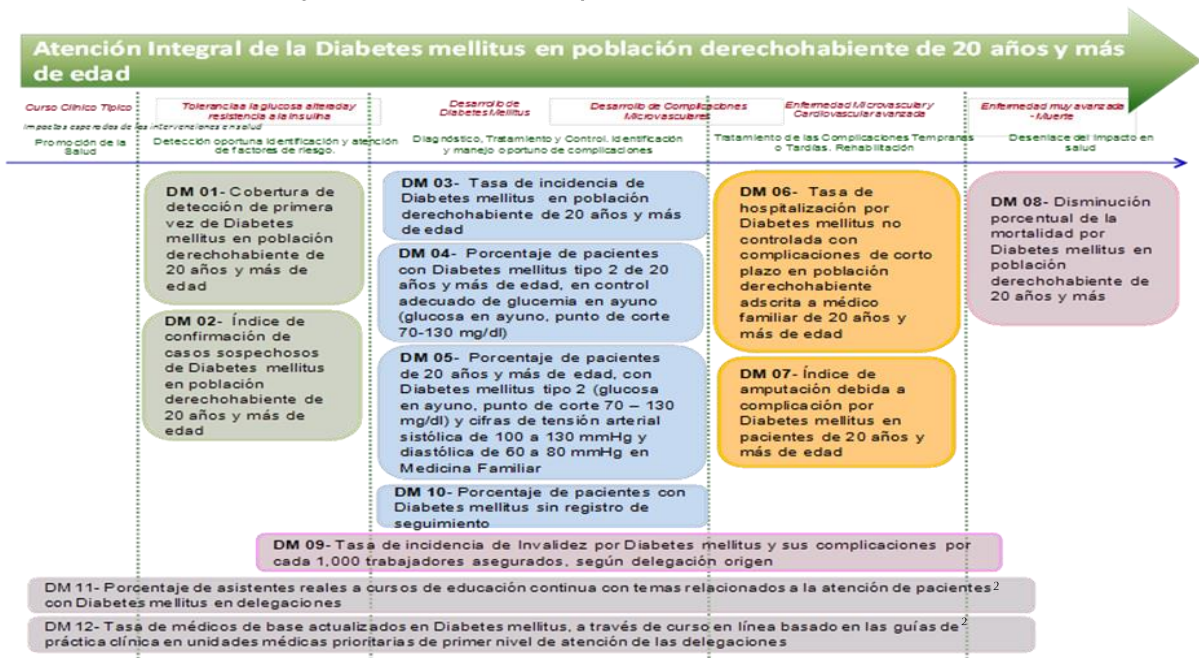 Atención Integral de la Diabetes mellitus en población derechohabiente de 20 años y más
de edad
Curso Clínico Típico
Tolerancia a la glucosa alterada y
resistencia a la insulina
Desarrollo de
Diabetes Mellitus
Desarrollo de Complicaciones
Microvasculares
Enfermedad Microvascular y
Cardiovascular avanzada
Enfermedad muy avanzada
-Muerte
Impactos esperados de las intervenciones en salud
Promoción de la
Salud
Detección oportuna identificación y atención
de factores de riesgo.
Diagnóstico, Tratamiento y Control. Identificación
y manejo oportuno de complicaciones
Tratamiento de las Complicaciones Tempranas
o Tardías. Rehabilitación
Desenlace del Impacto en
salud
DM 01- Cobertura de
detección de primera
vez de Diabetes
mellitus en población
derechohabiente de
20 años y más de
edad
DM 02- Índice de
confirmación de
casos sospechosos
de Diabetes mellitus
en población
derechohabiente de
20 años y más de
edad
DM 03- Tasa de incidencia de
Diabetes mellitus en población
derechohabiente de 20 años y más
de edad
DM 04- Porcentaje de pacientes
con Diabetes mellitus tipo 2 de 20
años y más de edad, en control
adecuado de glucemia en ayuno
(glucosa en ayuno, punto de corte
70-130 mg/dl)
DM 05- Porcentaje de pacientes
de 20 años y más de edad, con
Diabetes mellitus tipo 2 (glucosa
en ayuno, punto de corte 70 – 130
mg/dl) y cifras de tensión arterial
sistólica de 100 a 130 mmHg y
diastólica de 60 a 80 mmHg en
Medicina Familiar
DM 10- Porcentaje de pacientes con
Diabetes mellitus sin registro de
seguimiento
DM 06- Tasa de
hospitalización por
Diabetes mellitus no
controlada con
complicaciones de corto
plazo en población
derechohabiente
adscrita a médico
familiar de 20 años y
más de edad
DM 07- Índice de
amputación debida a
complicación por
Diabetes mellitus en
pacientes de 20 años y
más de edad
DM 08- Disminución
porcentual de la
mortalidad por
Diabetes mellitus en
población
derechohabiente de
20 años y más
DM 09- Tasa de incidencia de Invalidez por Diabetes mellitus y sus complicaciones por
cada 1,000 trabajadores asegurados, según delegación origen
DM 11- Porcentaje de asistentes reales a cursos de educación continua con temas relacionados a la atención de pacientes 2
con Diabetes mellitus en delegaciones
DM 12- Tasa de médicos de base actualizados en Diabetes mellitus, a través de curso en línea basado en las guías de 2
práctica clínica en unidades médicas prioritarias de primer nivel de atención de las delegaciones